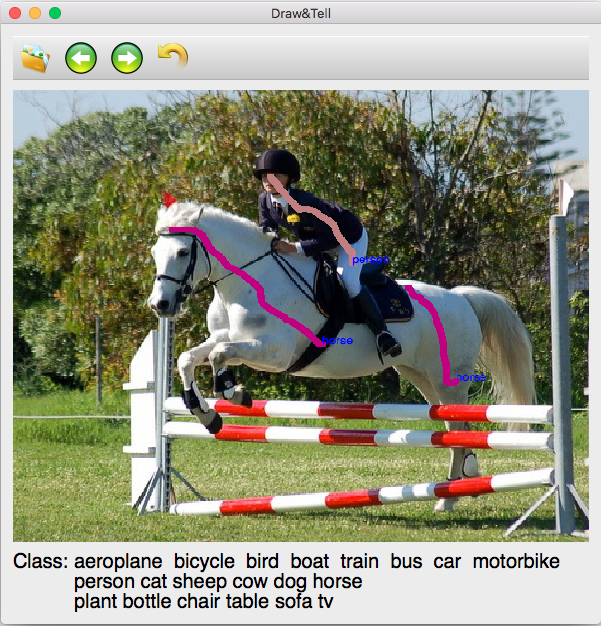 Draw&Tell
person
horse
horse
Class: aeroplane bicycle bird boat train bus car motorbike
person cat sheep cow dog horse
plant bottle chair table sofa tv